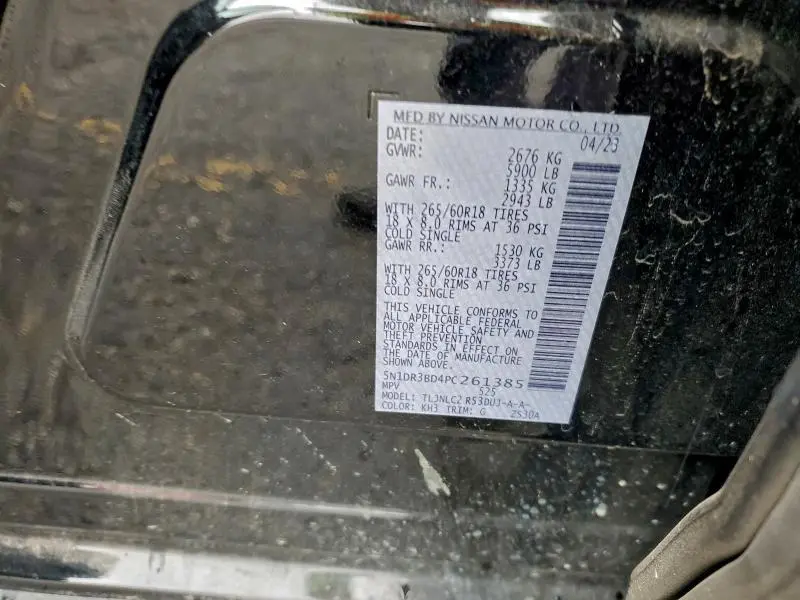 MFD BY NISSAN MOTOR CO., LTD.
DATE: 04/23
GVWR: 2676 KG
5900 LB
GAWR FR.: 1335 KG
2943 LB
WITH 265/60R18 TIRES
18 X 8.0 RIMS AT 36 PSI
COLD SINGLE
GAWR RR.: 1530 KG
3373 LB
WITH 265/60R18 TIRES
18 X 8.0 RIMS AT 36 PSI
COLD SINGLE
THIS VEHICLE CONFORMS TO
ALL APPLICABLE FEDERAL
MOTOR VEHICLE SAFETY AND
THEFT PREVENTION
STANDARDS IN EFFECT ON
THE DATE OF MANUFACTURE
SHOWN ABOVE.
5N1DR3BD4PC261385
MPV 525
MODEL: TLJNLC2 R53DUJ-A-A-
COLOR: KH3 TRIM: G ZS30A